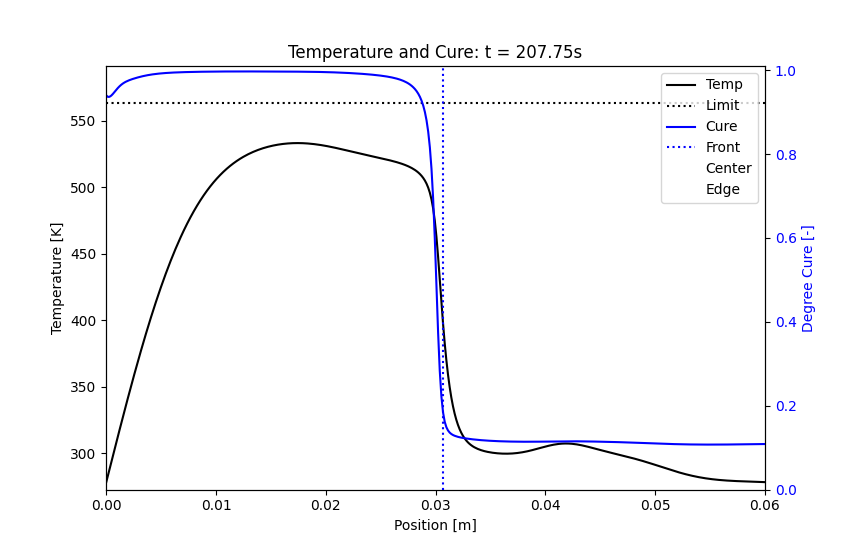 Temperature and Cure: t = 207.75s
Temp
Limit
Cure
Front
Center
Edge
550
500
450
400
350
300
Temperature [K]
1.0
0.8
0.6
0.4
0.2
0.0
Degree Cure [-]
0.00 0.01 0.02 0.03 0.04 0.05 0.06
Position [m]